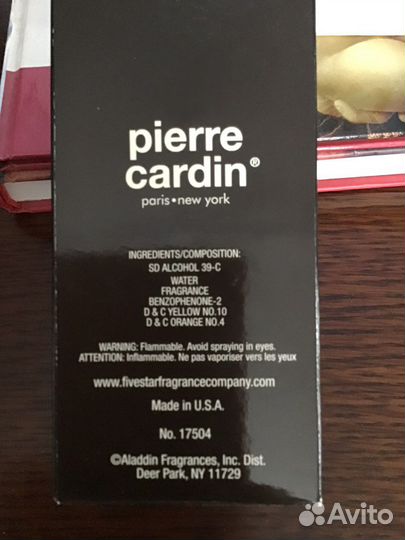 pierre
cardin®
paris•new york
INGREDIENTS/COMPOSITION:
SD ALCOHOL 39-C
WATER
FRAGRANCE
BENZOPHENONE-2
D & C YELLOW NO.10
D & C ORANGE NO.4
WARNING: Flammable. Avoid spraying in eyes.
ATTENTION: Inflammable. Ne pas vaporiser vers les yeux
www.fivestarfragrancecompany.com
Made in U.S.A.
No. 17504
©Aladdin Fragrances, Inc. Dist.
Deer Park, NY 11729
Avito